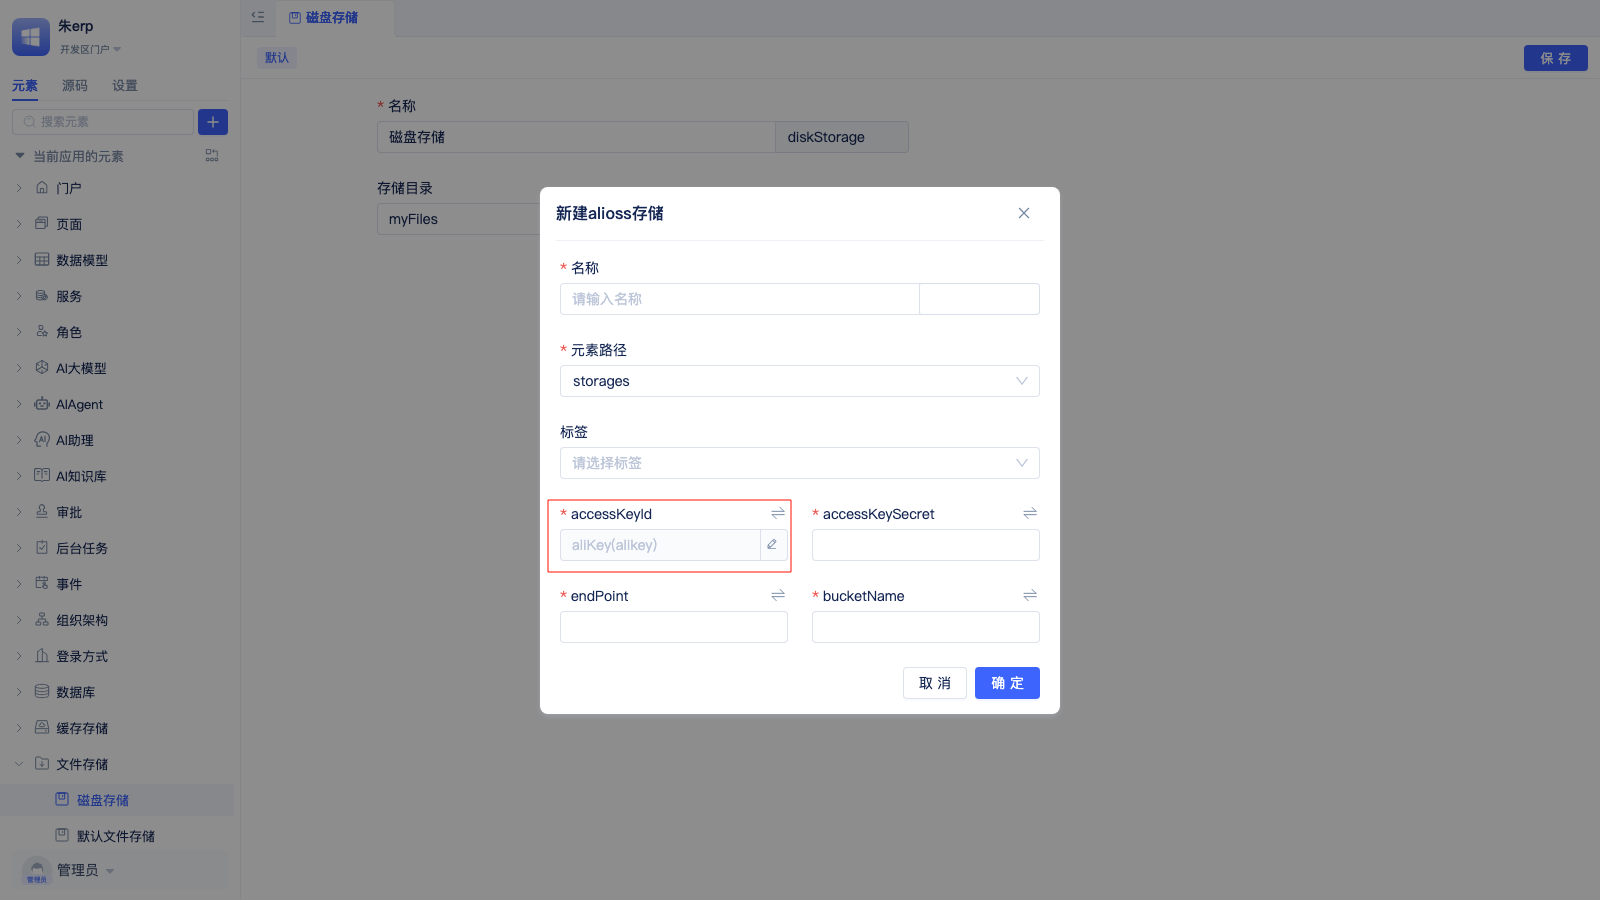 朱erp
开发区门户
元素 源码 设置
搜索元素
当前应用的元素
门户
页面
数据模型
服务
角色
AI大模型
AIAgent
AI助理
AI知识库
审批
后台任务
事件
组织架构
登录方式
数据库
缓存存储
文件存储
磁盘存储
默认文件存储
管理员
管理员
磁盘存储
默认
保 存
* 名称
磁盘存储 diskStorage
存储目录
myFiles
新建alioss存储
* 名称
请输入名称
* 元素路径
storages
标签
请选择标签
* accessKeyId
aliKey(alikey)
* accessKeySecret
* endPoint
* bucketName
取 消
确 定